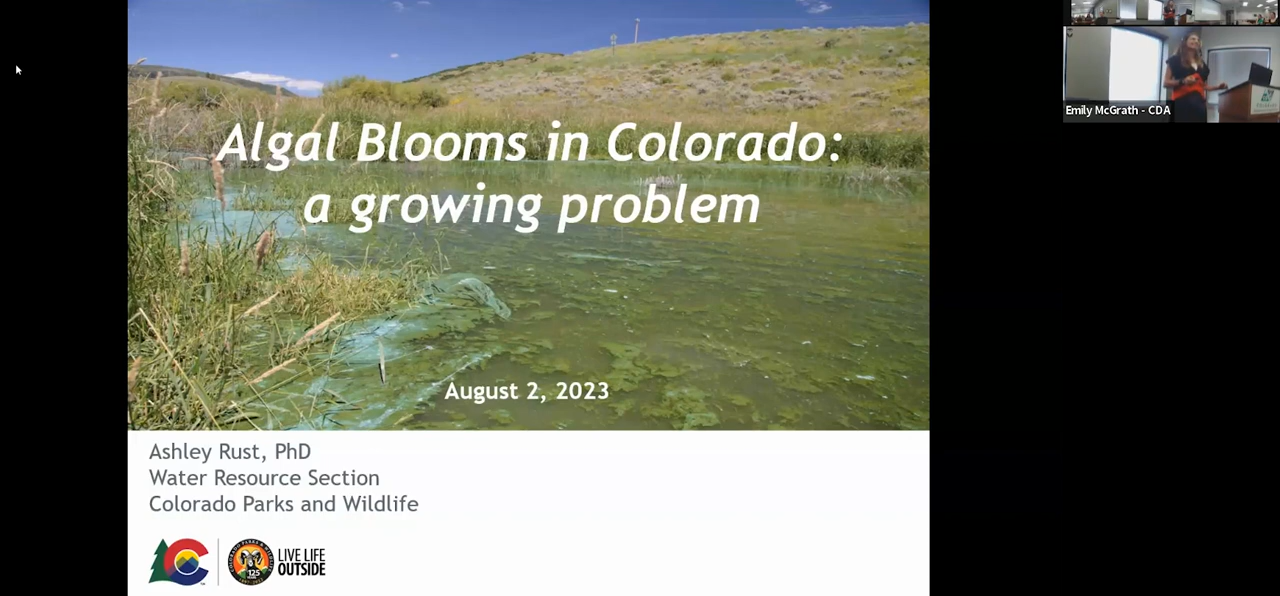 Algal Blooms in Colorado:
a growing problem
August 2, 2023
Ashley Rust, PhD
Water Resource Section
Colorado Parks and Wildlife
125
LIVE LIFE
OUTSIDE
Emily McGrath - CDA